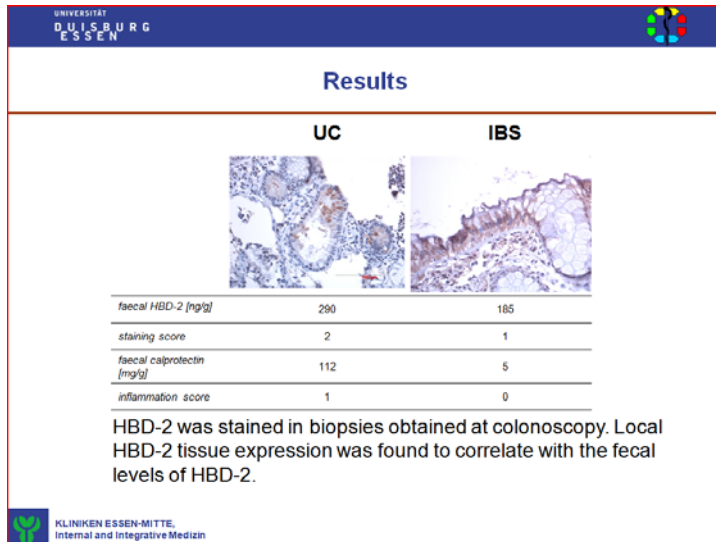 UNIVERSITÄT
DUISBURG
ESSEN
Results
UC IBS
faecal HBD-2 [ng/g] 290 185
staining score 2 1
faecal calprotectin
[mg/g] 112 5
inflammation score 1 0
HBD-2 was stained in biopsies obtained at colonoscopy. Local
HBD-2 tissue expression was found to correlate with the fecal
levels of HBD-2.
KLINIKEN ESSEN-MITTE,
Internal and Integrative Medizin